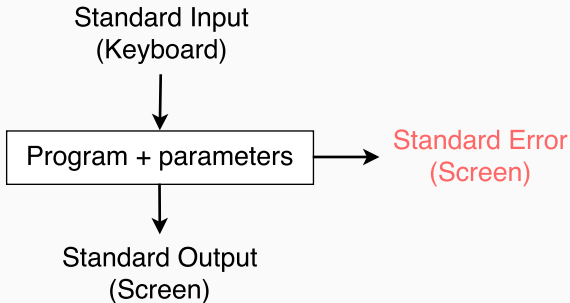 Standard Input
(Keyboard)
Program + parameters
Standard Error
(Screen)
Standard Output
(Screen)